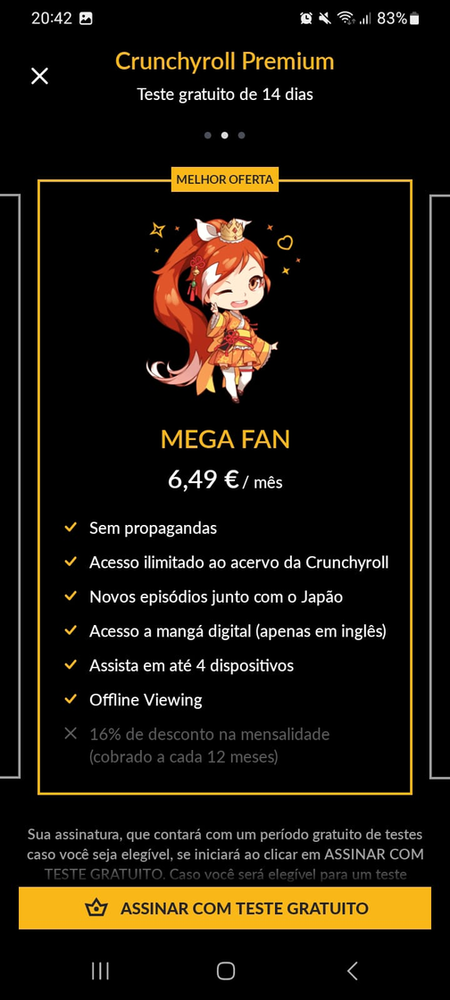 20:42
83%
Crunchyroll Premium
Teste gratuito de 14 dias
MELHOR OFERTA
MEGA FAN
6,49 € / mês
Sem propagandas
Acesso ilimitado ao acervo da Crunchyroll
Novos episódios junto com o Japão
Acesso a mangá digital (apenas em inglês)
Assista em até 4 dispositivos
Offline Viewing
16% de desconto na mensalidade
(cobrado a cada 12 meses)
Sua assinatura, que contará com um período gratuito de testes
caso você seja elegível, se iniciará ao clicar em ASSINAR COM
TESTE GRATUITO. Caso você será elegível para um teste
ASSINAR COM TESTE GRATUITO